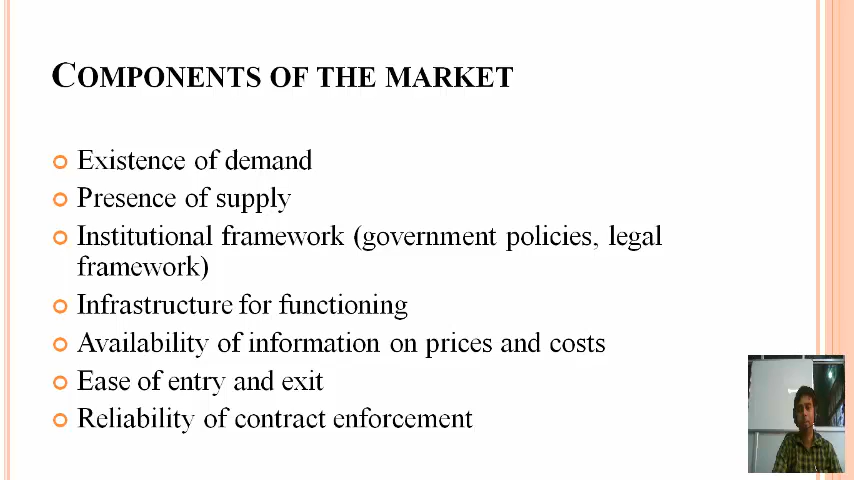 COMPONENTS OF THE MARKET
Existence of demand
Presence of supply
Institutional framework (government policies, legal
framework)
Infrastructure for functioning
Availability of information on prices and costs
Ease of entry and exit
Reliability of contract enforcement